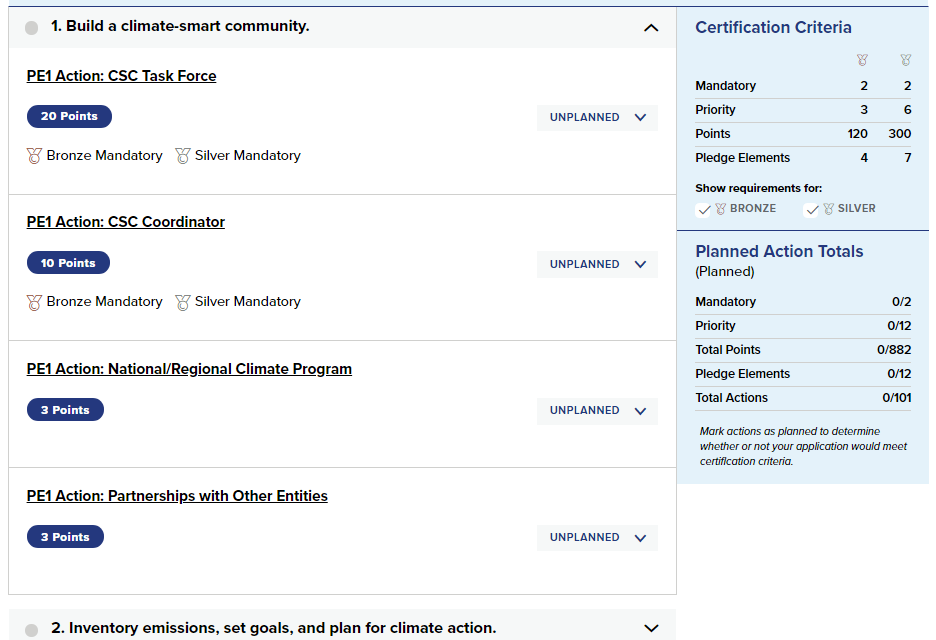 1. Build a climate-smart community.
PE1 Action: CSC Task Force
20 Points
UNPLANNED
Bronze Mandatory Silver Mandatory
PE1 Action: CSC Coordinator
10 Points
UNPLANNED
Bronze Mandatory Silver Mandatory
PE1 Action: National/Regional Climate Program
3 Points
UNPLANNED
PE1 Action: Partnerships with Other Entities
3 Points
UNPLANNED
2. Inventory emissions, set goals, and plan for climate action.
Certification Criteria
Mandatory 2 2
Priority 3 6
Points 120 300
Pledge Elements 4 7
Show requirements for:
BRONZE SILVER
Planned Action Totals
(Planned)
Mandatory 0/2
Priority 0/12
Total Points 0/882
Pledge Elements 0/12
Total Actions 0/101
Mark actions as planned to determine
whether or not your application would meet
certification criteria.